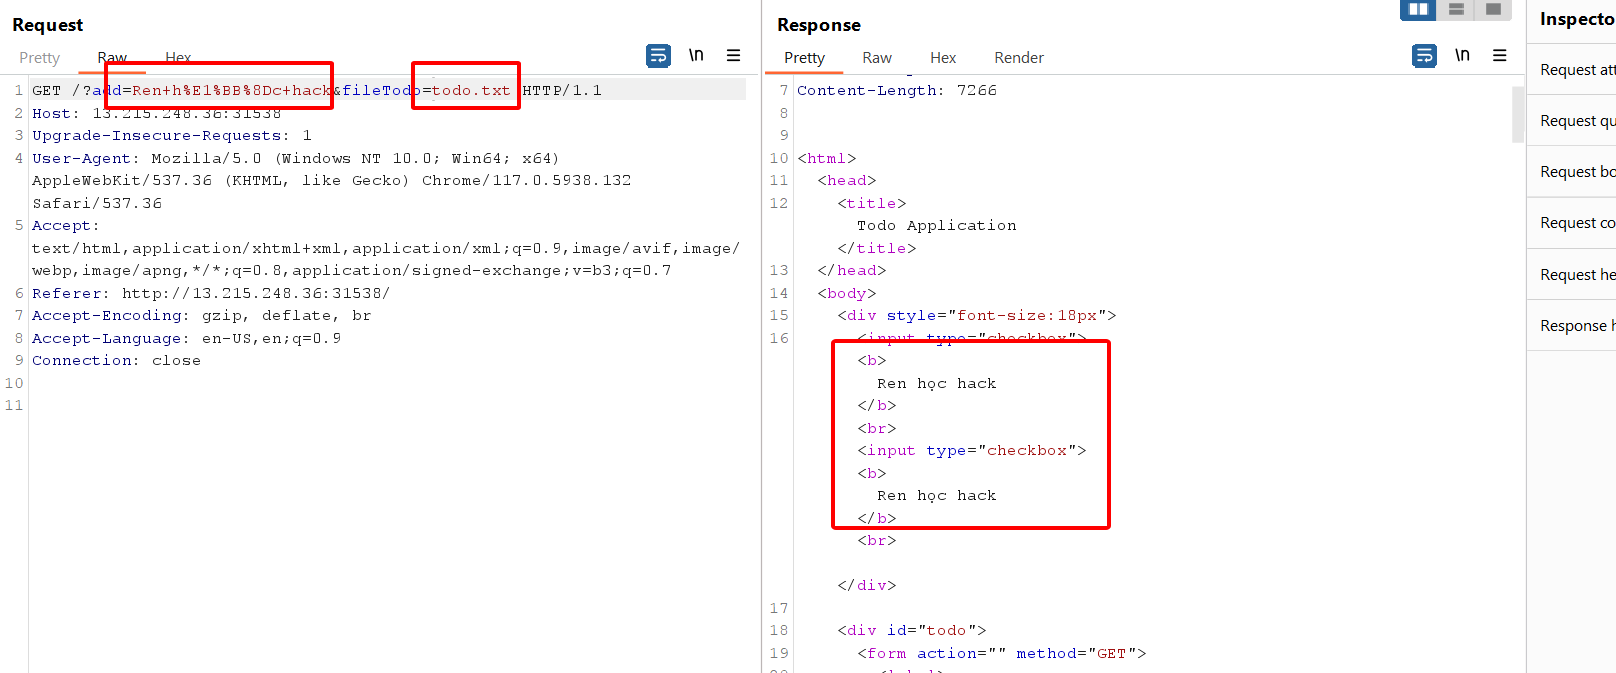 Request
Pretty Raw Hex \n
1 GET /?add=Ren+h%E1%BB%8Dc+hack&fileTodo=todo.txt HTTP/1.1
2 Host: 13.215.248.36:31538
3 Upgrade-Insecure-Requests: 1
4 User-Agent: Mozilla/5.0 (Windows NT 10.0; Win64; x64)
AppleWebKit/537.36 (KHTML, like Gecko) Chrome/117.0.5938.132
Safari/537.36
5 Accept:
text/html,application/xhtml+xml,application/xml;q=0.9,image/avif,image/
webp,image/apng,*/*;q=0.8,application/signed-exchange;v=b3;q=0.7
6 Referer: http://13.215.248.36:31538/
7 Accept-Encoding: gzip, deflate, br
8 Accept-Language: en-US,en;q=0.9
9 Connection: close
10
11
Response
Pretty Raw Hex Render \n
7 Content-Length: 7266
8
9
10 <html>
11 <head>
12 <title>
Todo Application
</title>
13 </head>
14 <body>
15 <div style="font-size:18px">
16 <input type="checkbox">
<b>
Ren học hack
</b>
<br>
<input type="checkbox">
<b>
Ren học hack
</b>
<br>
</div>
17
18 <div id="todo">
19 <form action="" method="GET">
20 <label>
Inspecto
Request att
Request qu
Request bo
Request co
Request he
Response h